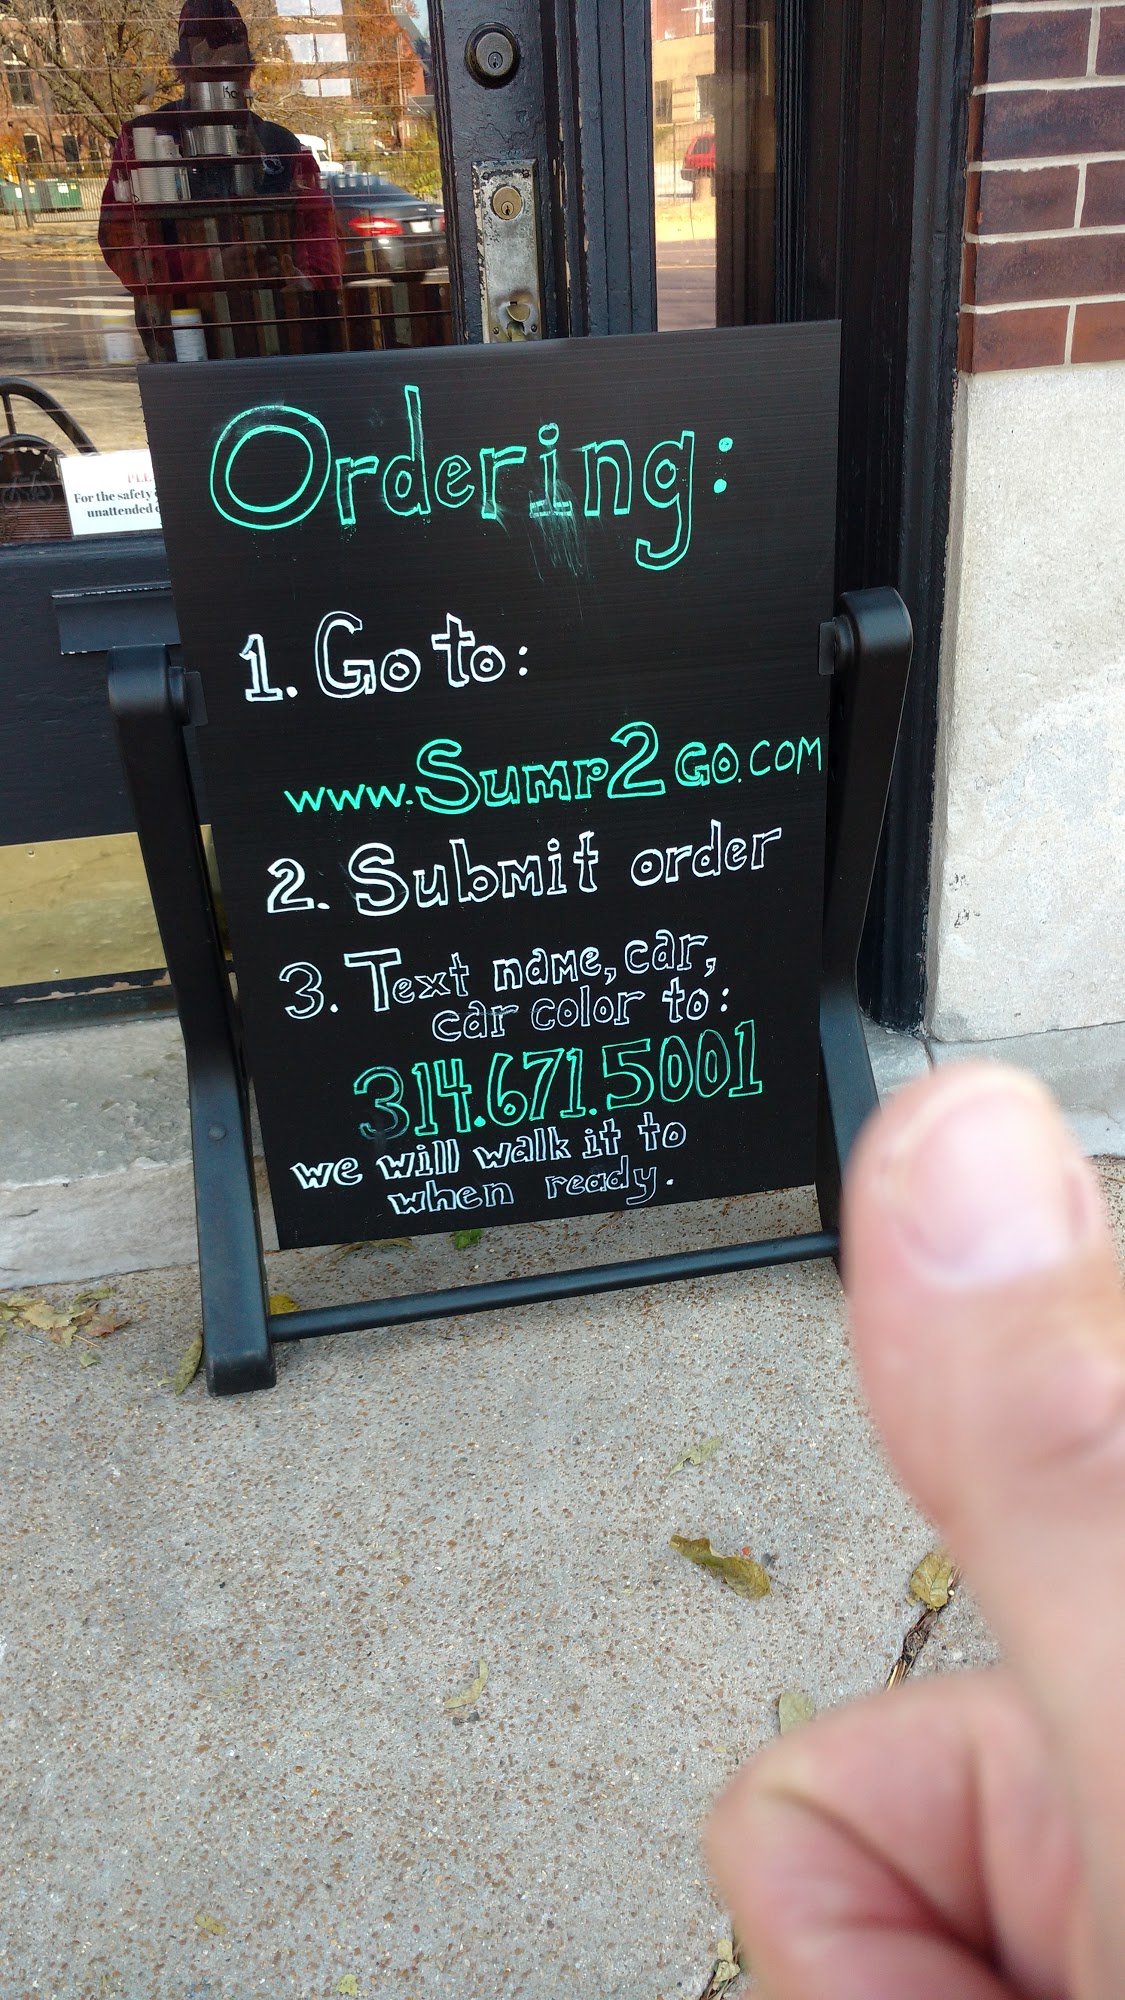 Ordering:
1. Go to:
www.Sump2Go.COM
2. Submit order
3. Text name, car,
car color to:
314.671.5001
we will walk it to
when ready.
For the safety
unattended